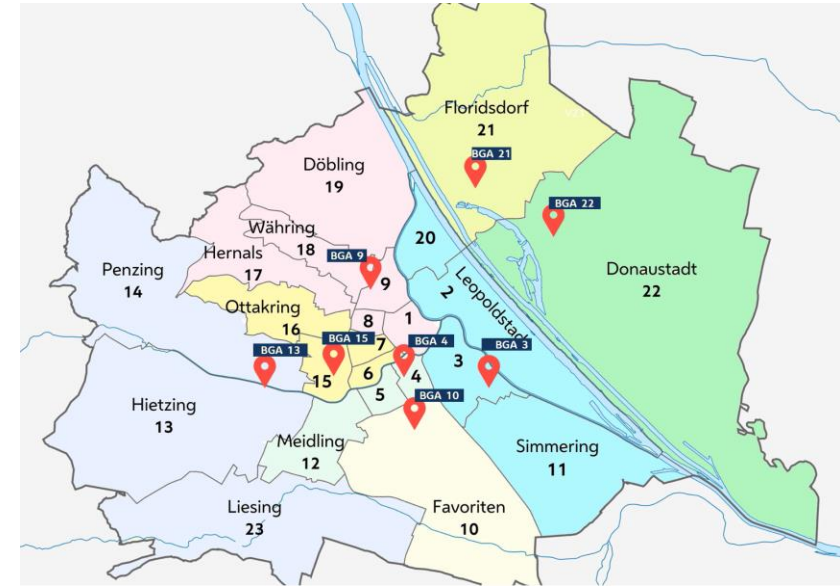 Floridsdorf
21
BGA 21
Döbling
19
BGA 22
Währing
18
20
Hernals
17
BGA 9
9
Penzing
14
Leopoldstadt
2
Donaustadt
22
Ottakring
16
8
1
7
BGA 15
BGA 4
BGA 3
BGA 13
3
15
6
4
5
BGA 10
Hietzing
13
Meidling
12
Simmering
11
Liesing
23
Favoriten
10